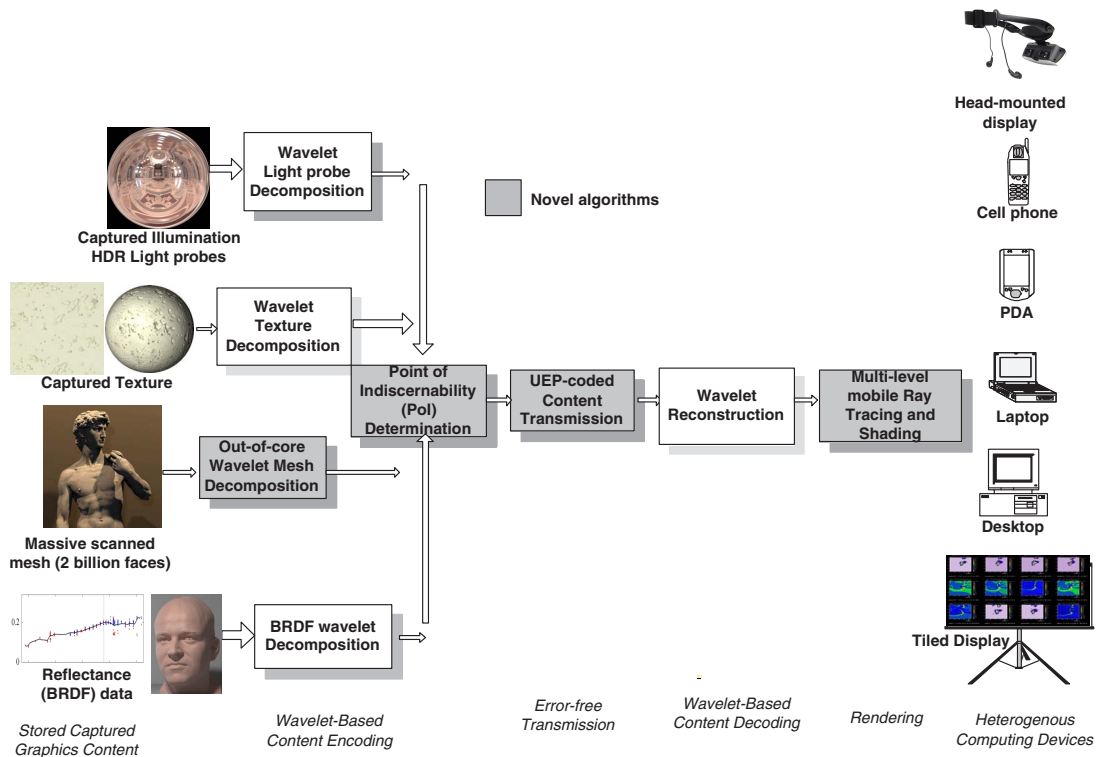 Head-mounted
display
Wavelet
Light probe
Decomposition
Captured Illumination
HDR Light probes
Novel algorithms
Cell phone
PDA
Wavelet
Texture
Decomposition
Captured Texture
Point of
Indiscernability
(PoI)
Determination
UEP-coded
Content
Transmission
Wavelet
Reconstruction
Multi-level
mobile Ray
Tracing and
Shading
Laptop
Out-of-core
Wavelet Mesh
Decomposition
Massive scanned
mesh (2 billion faces)
Desktop
0.2
0
Reflectance
(BRDF) data
BRDF wavelet
Decomposition
Tiled Display
Stored Captured
Graphics Content
Wavelet-Based
Content Encoding
Error-free
Transmission
Wavelet-Based
Content Decoding
Rendering
Heterogenous
Computing Devices